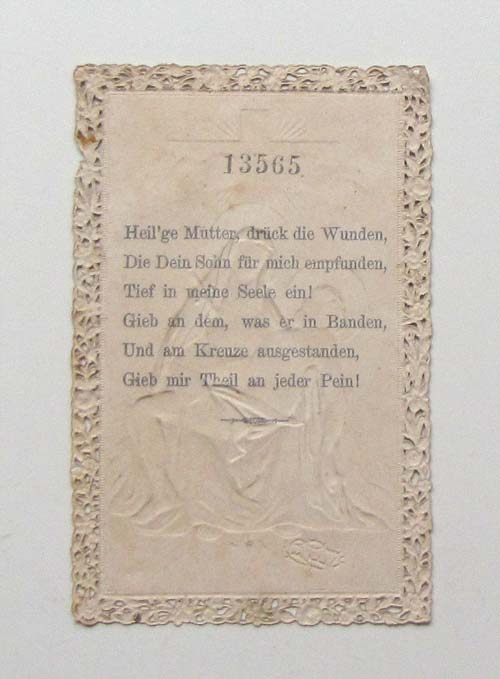 13565
Heil'ge Mutter, drück die Wunden,
Die Dein Sohn für mich empfunden,
Tief in meine Seele ein!
Gieb an dem, was er in Banden,
Und am Kreuze ausgestanden,
Gieb mir Theil an jeder Pein!